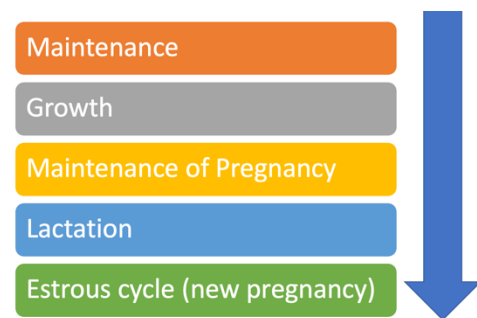 Maintenance
Growth
Maintenance of Pregnancy
Lactation
Estrous cycle (new pregnancy)